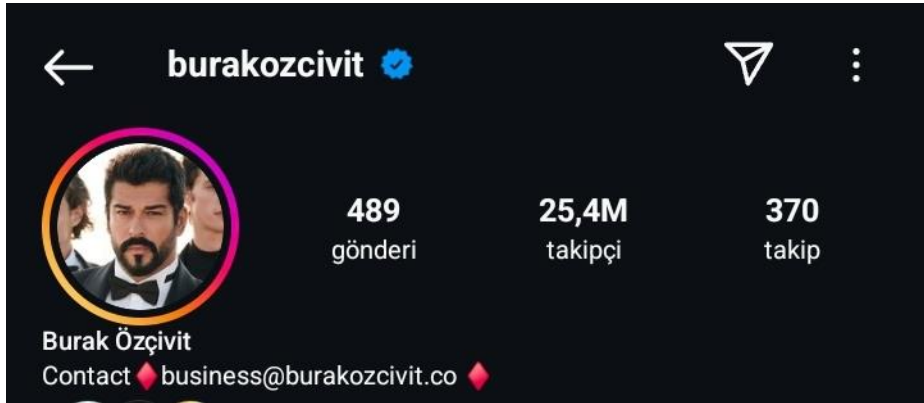 burakozcivit
489 25,4M 370
gönderi takipçi takip
Burak Özçivit
Contact♦️business@burakozcivit.co ♦️